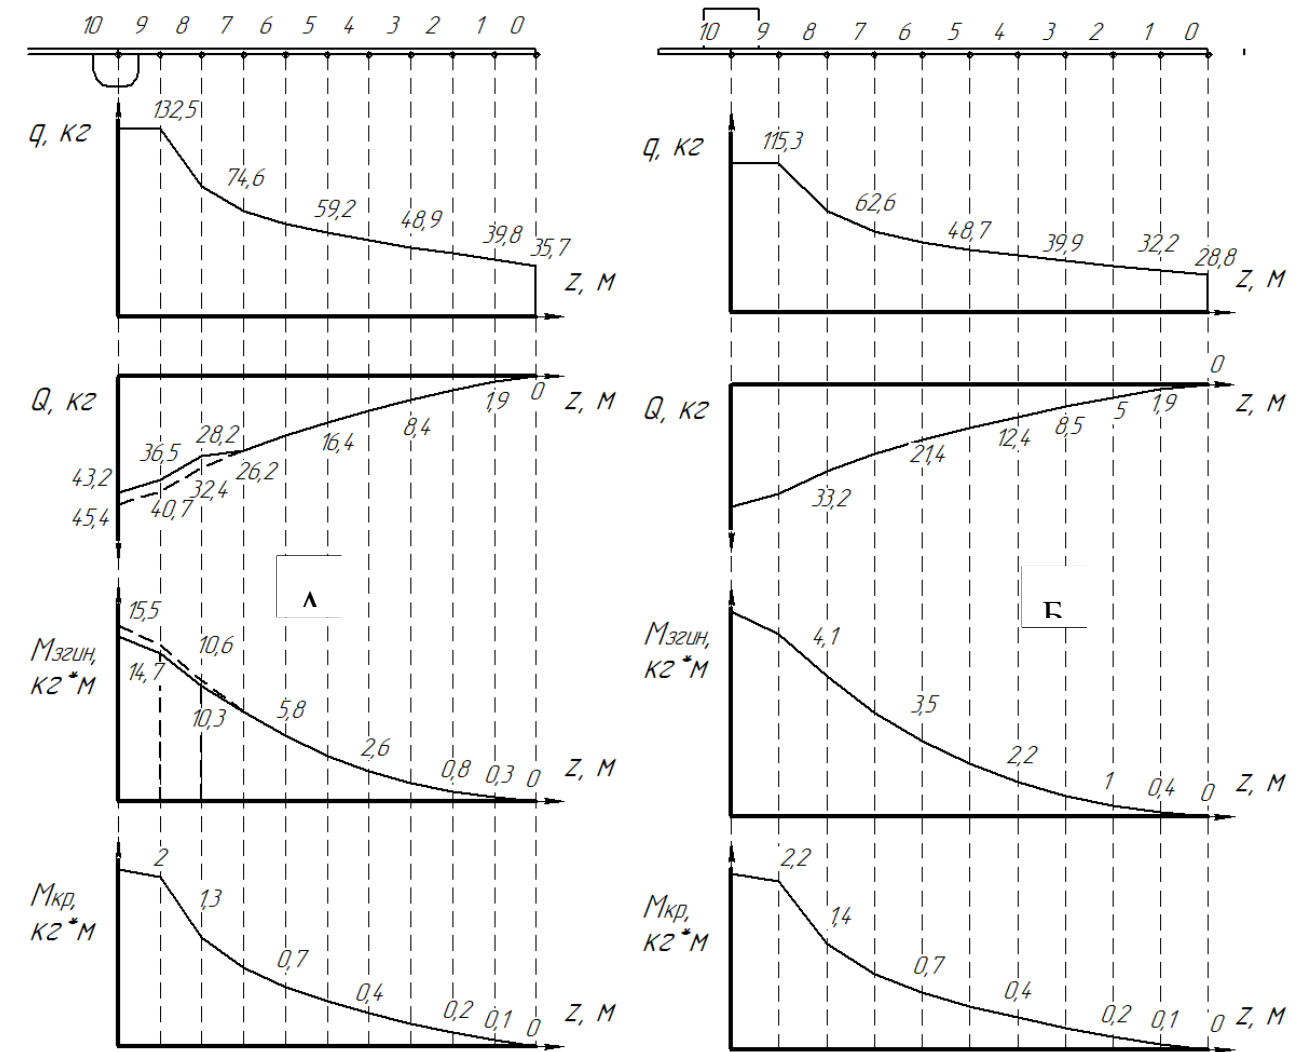 10 9 8 7 6 5 4 3 2 1 0
q, кг
132,5
74,6
59,2
48,9
39,8
35,7
z, м
Q, кг
0
z, м
1,9
8,4
16,4
26,2
28,2
36,5
43,2
32,4
40,7
45,4
А
Mзгин,
кг*м
15,5
10,6
14,7
10,3
5,8
2,6
0,8
0,3
0
z, м
Mкр,
кг*м
2
1,3
0,7
0,4
0,2
0,1
0
z, м
10 9 8 7 6 5 4 3 2 1 0
q, кг
115,3
62,6
48,7
39,9
32,2
28,8
z, м
Q, кг
0
z, м
1,9
5
8,5
12,4
21,4
33,2
Б
Mзгин,
кг*м
4,1
3,5
2,2
1
0,4
0
z, м
Mкр,
кг*м
2,2
1,4
0,7
0,4
0,2
0,1
0
z, м